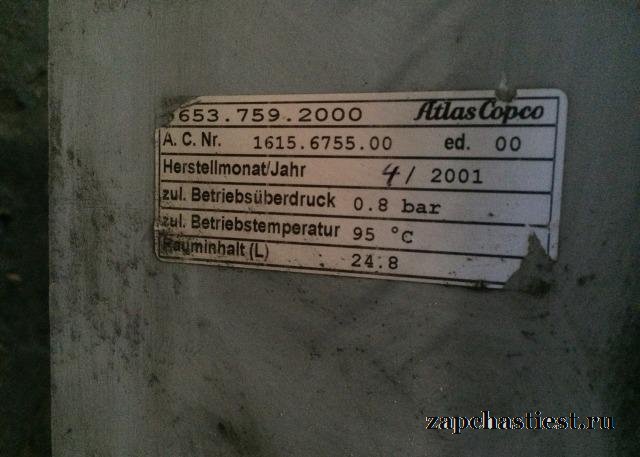 653.759.2000 Atlas Copco
A. C. Nr. 1615.6755.00 ed. 00
Herstellmonat/Jahr 4/ 2001
zul. Betriebsüberdruck 0.8 bar
zul. Betriebstemperatur 95 °C
Rauminhalt (L) 24.8
zapchastiest.ru